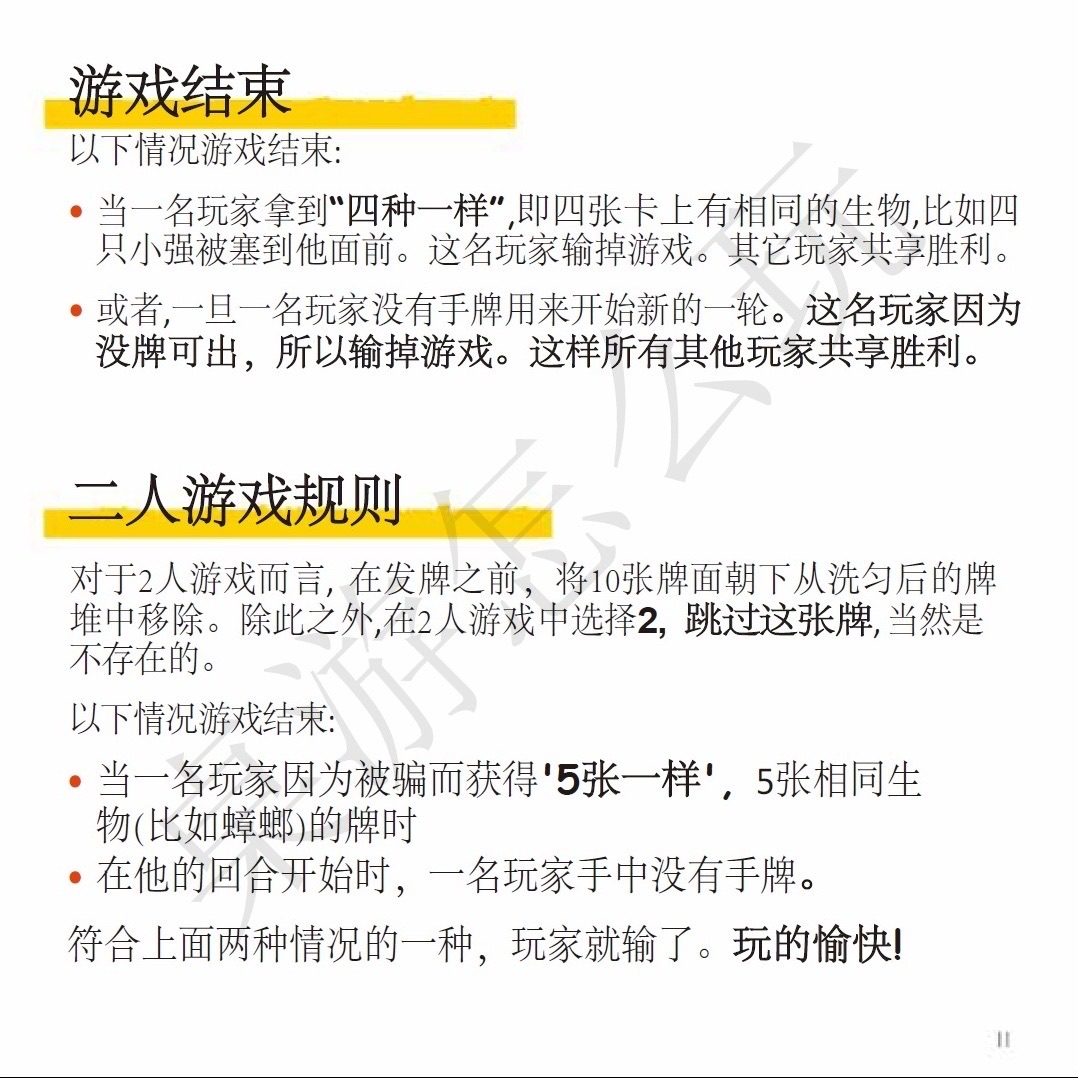 游戏结束
以下情况游戏结束:
• 当一名玩家拿到“四种一样”,即四张卡上有相同的生物,比如四
只小强被塞到他面前。这名玩家输掉游戏。其它玩家共享胜利。
• 或者,一旦一名玩家没有手牌用来开始新的一轮。这名玩家因为
没牌可出，所以输掉游戏。这样所有其他玩家共享胜利。
二人游戏规则
对于2人游戏而言, 在发牌之前，将10张牌面朝下从洗匀后的牌
堆中移除。除此之外,在2人游戏中选择2, 跳过这张牌, 当然是
不存在的。
以下情况游戏结束:
• 当一名玩家因为被骗而获得'5张一样'，5张相同生
物(比如蟑螂)的牌时
• 在他的回合开始时，一名玩家手中没有手牌。
符合上面两种情况的一种，玩家就输了。玩的愉快!
桌游怎么玩
11